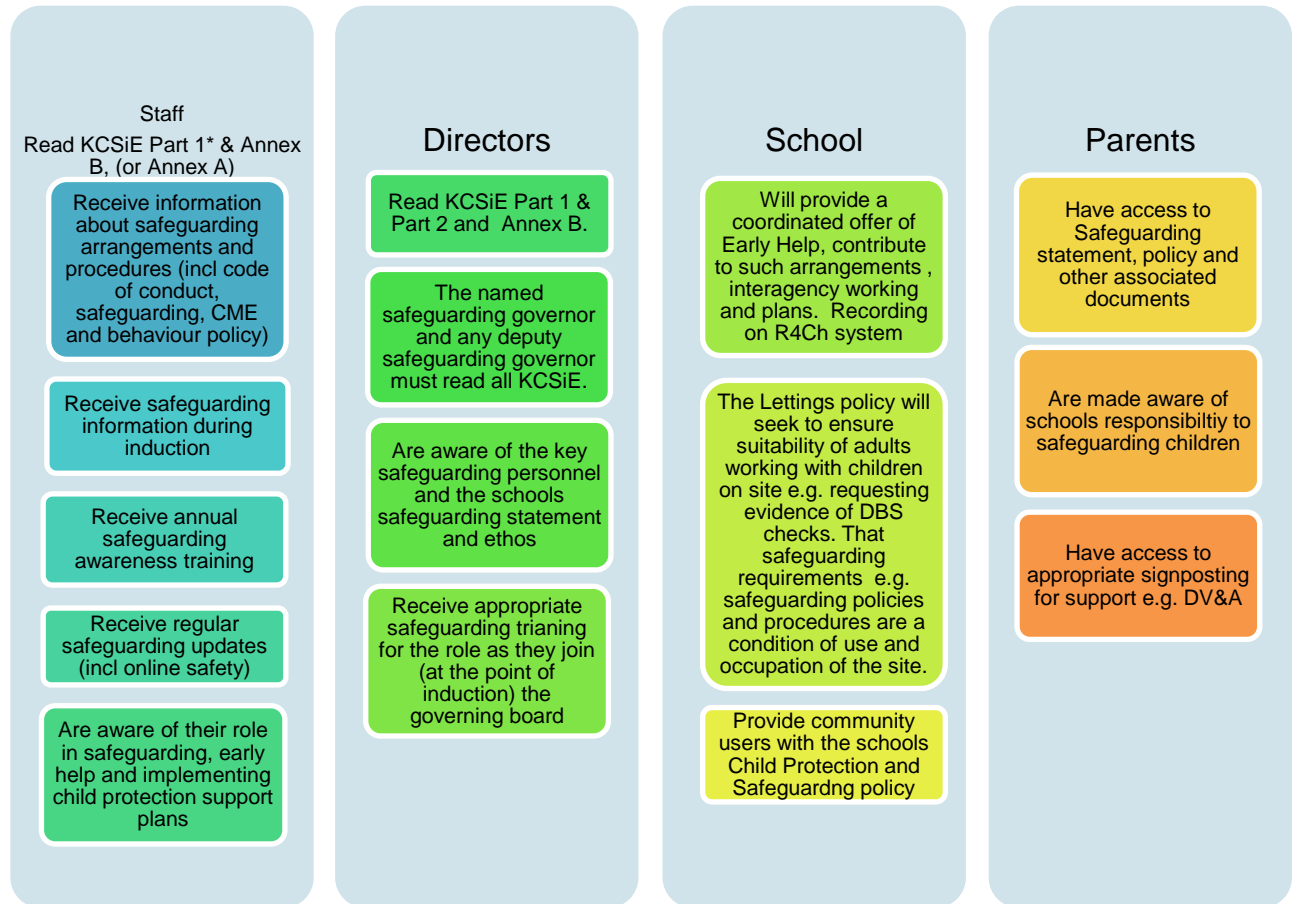 Staff
Read KCSiE Part 1* & Annex
B, (or Annex A)
Receive information
about safeguarding
arrangements and
procedures (incl code
of conduct,
safeguarding, CME
and behaviour policy)
Receive safeguarding
information during
induction
Receive annual
safeguarding
awareness training
Receive regular
safeguarding updates
(incl online safety)
Are aware of their role
in safeguarding, early
help and implementing
child protection support
plans
Directors
Read KCSiE Part 1 &
Part 2 and  Annex B.
The named
safeguarding governor
and any deputy
safeguarding governor
must read all KCSiE.
Are aware of the key
safeguarding personnel
and the schools
safeguarding statement
and ethos
Receive appropriate
safeguarding trianing
for the role as they join
(at the point of
induction) the
governing board
School
Will provide a
coordinated offer of
Early Help, contribute
to such arrangements ,
interagency working
and plans.  Recording
on R4Ch system
The Lettings policy will
seek to ensure
suitability of adults
working with children
on site e.g. requesting
evidence of DBS
checks. That
safeguarding
requirements  e.g.
safeguarding policies
and procedures are a
condition of use and
occupation of the site.
Provide community
users with the schools
Child Protection and
Safeguardng policy
Parents
Have access to
Safeguarding
statement, policy and
other associated
documents
Are made aware of
schools responsibiltiy to
safeguarding children
Have access to
appropriate signposting
for support e.g. DV&A